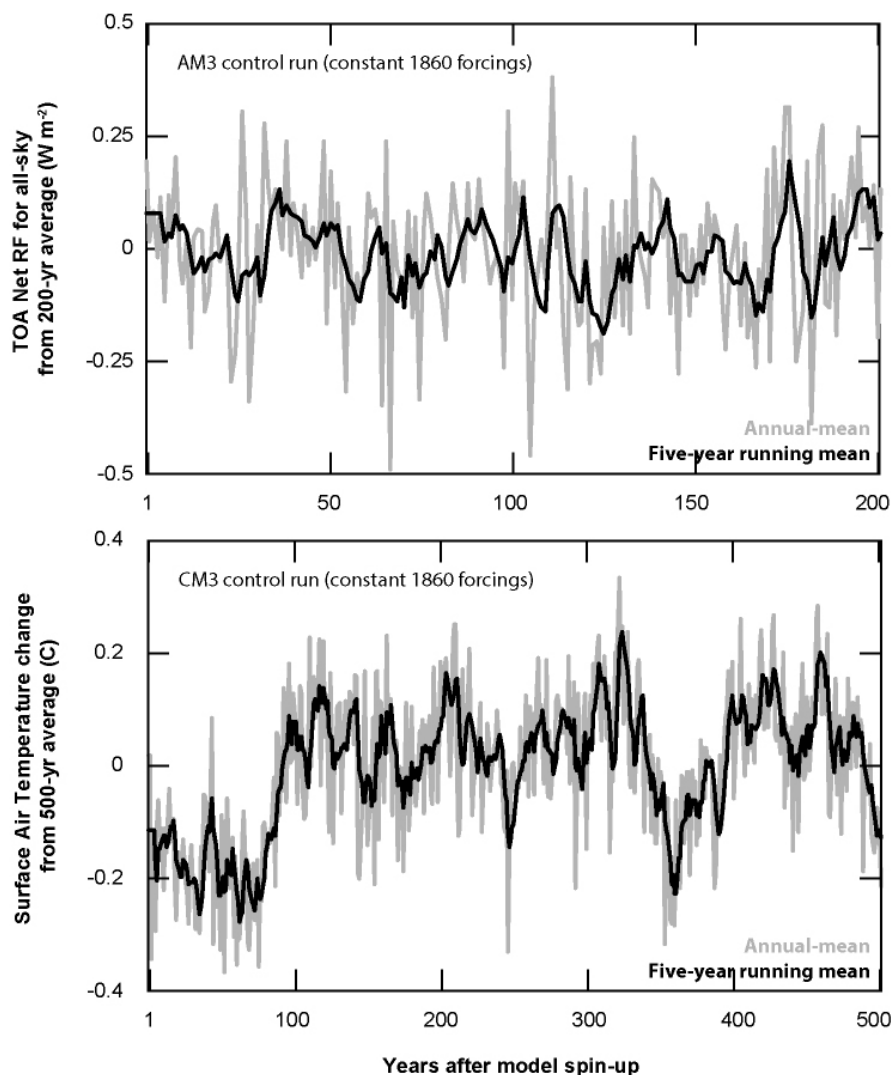 0.5
AM3 control run (constant 1860 forcings)
TOA Net RF for all-sky
from 200-yr average (W m-2)
0.25
0
-0.25
-0.5
Annual-mean
Five-year running mean
1
50
100
150
200
0.4
CM3 control run (constant 1860 forcings)
Surface Air Temperature change
from 500-yr average (C)
0.2
0
-0.2
-0.4
Annual-mean
Five-year running mean
1
100
200
300
400
500
Years after model spin-up